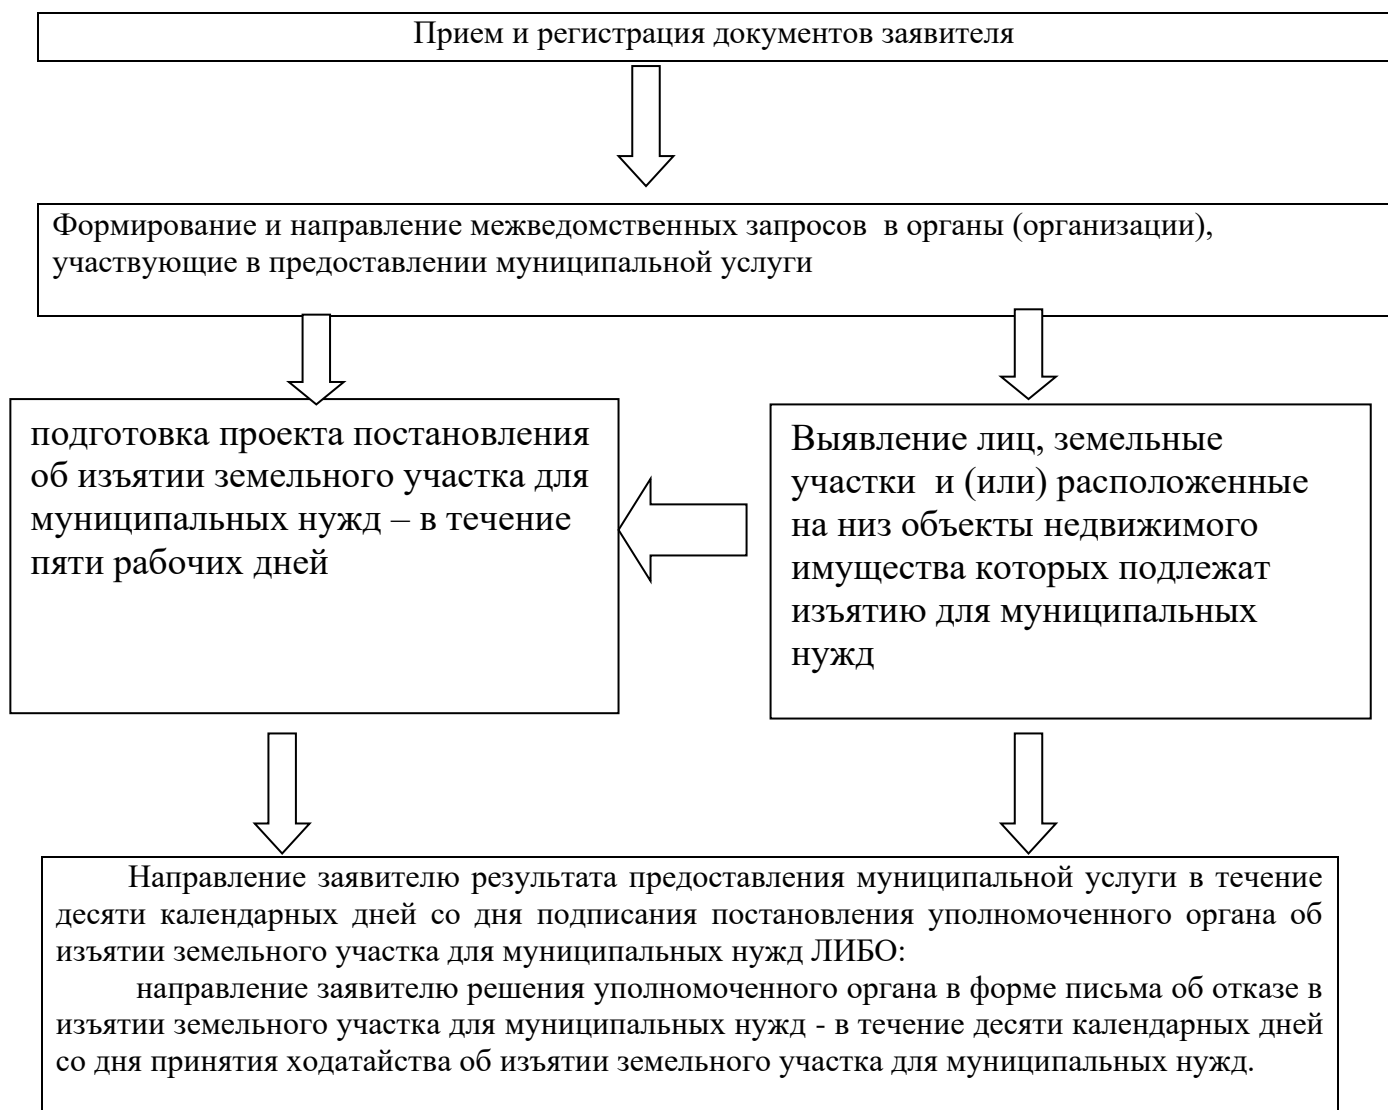 Прием и регистрация документов заявителя
Формирование и направление межведомственных запросов  в органы (организации),
участвующие в предоставлении муниципальной услуги
подготовка проекта постановления
об изъятии земельного участка для
муниципальных нужд – в течение
пяти рабочих дней
Выявление лиц, земельные
участки  и (или) расположенные
на низ объекты недвижимого
имущества которых подлежат
изъятию для муниципальных
нужд
Направление заявителю результата предоставления муниципальной услуги в течение
десяти календарных дней со дня подписания постановления уполномоченного органа об
изъятии земельного участка для муниципальных нужд ЛИБО:
направление заявителю решения уполномоченного органа в форме письма об отказе в
изъятии земельного участка для муниципальных нужд - в течение десяти календарных дней
со дня принятия ходатайства об изъятии земельного участка для муниципальных нужд.